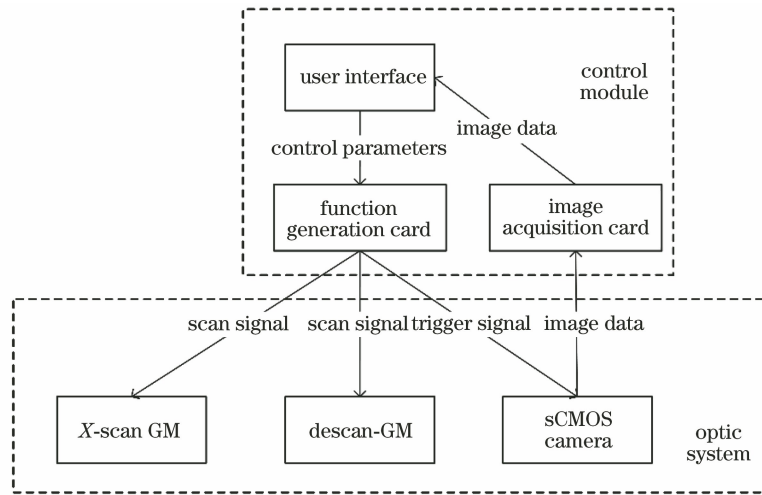 user interface
control
module
image data
control parameters
function
generation card
image
acquisition card
scan signal
scan signal
trigger signal
image data
X-scan GM
descan-GM
sCMOS
camera
optic
system